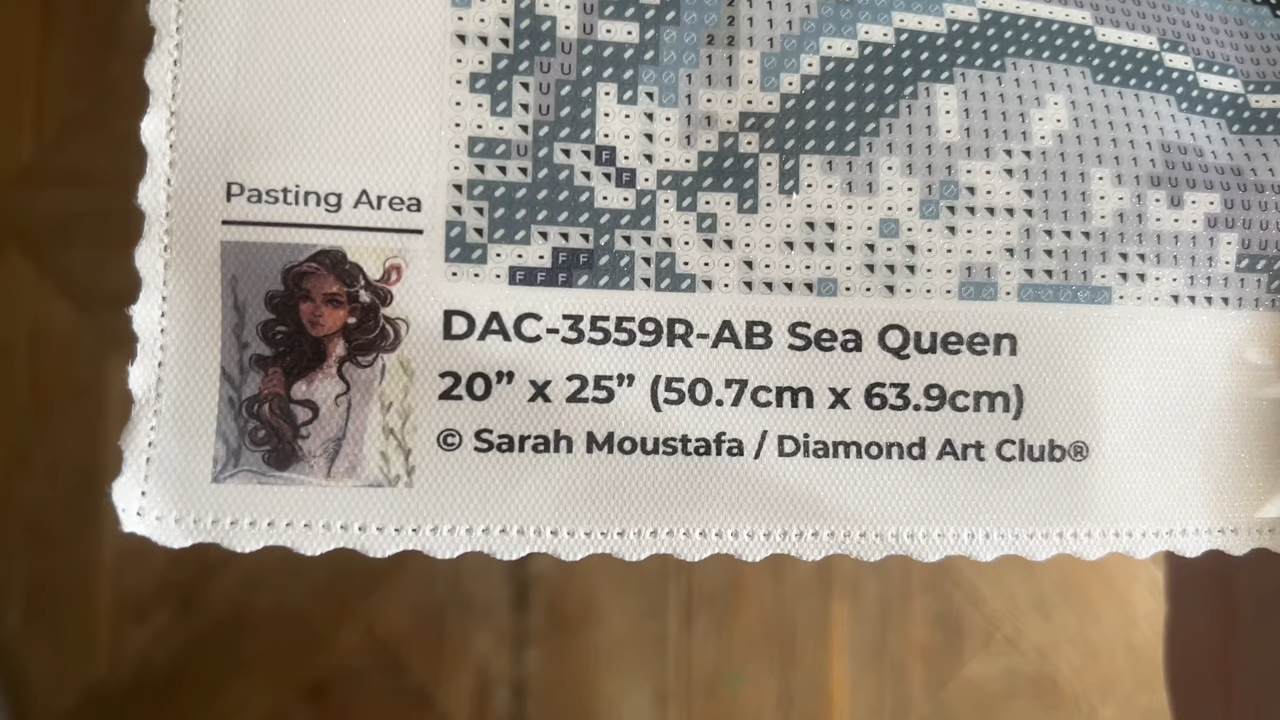 Pasting Area
DAC-3559R-AB Sea Queen
20” x 25” (50.7cm x 63.9cm)
© Sarah Moustafa / Diamond Art Club®